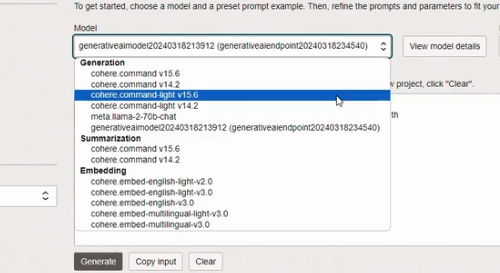 To get started, choose a model and a preset prompt example. Then, refine the prompts and parameters to fit your
Model
generativeaimodel20240318213912 (generativeaiendpoint20240318234540)
View model details
Generation
cohere.command v15.6
cohere.command v14.2
cohere.command-light v15.6
cohere.command-light v14.2
meta.llama-2-70b-chat
generativeaimodel20240318213912 (generativeaiendpoint20240318234540)
Summarization
cohere.command v15.6
cohere.command v14.2
Embedding
cohere.embed-english-light-v2.0
cohere.embed-english-light-v3.0
cohere.embed-english-v3.0
cohere.embed-multilingual-light-v3.0
cohere.embed-multilingual-v3.0
w project, click "Clear".
th
Generate
Copy input
Clear